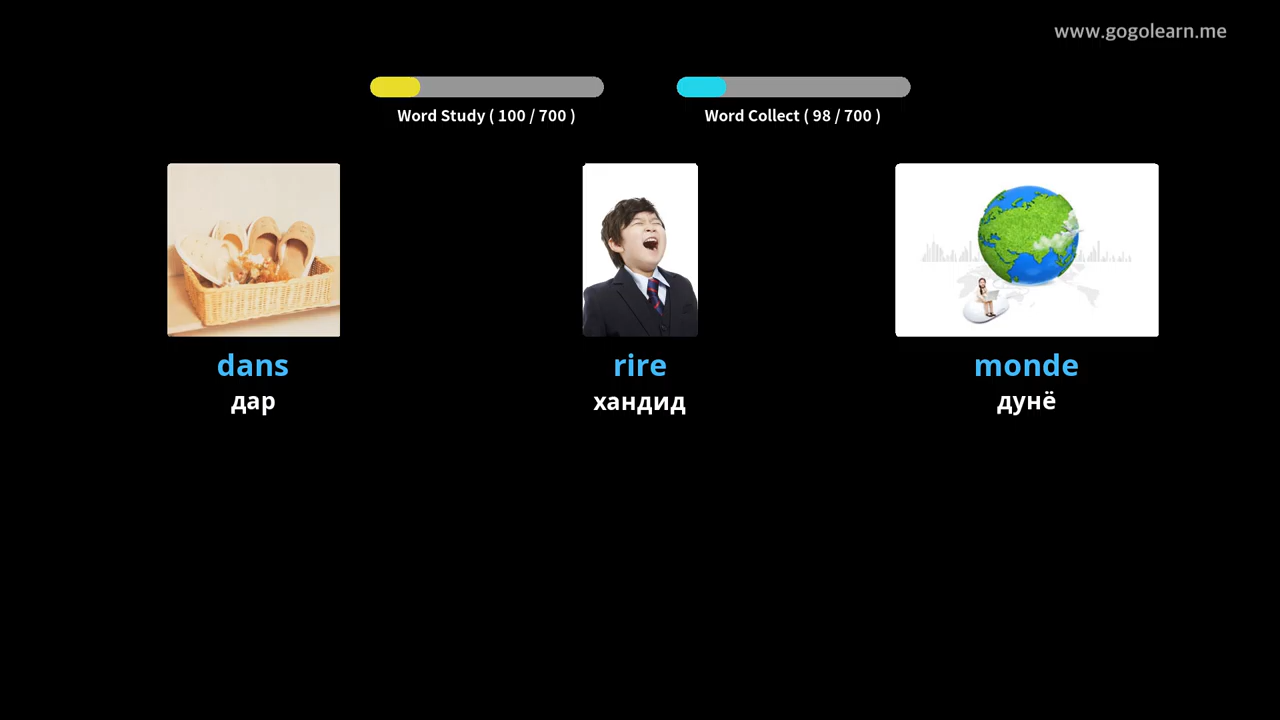 www.gogolearn.me
Word Study ( 100 / 700 )
Word Collect ( 98 / 700 )
dans
дар
rire
хандид
monde
дунё